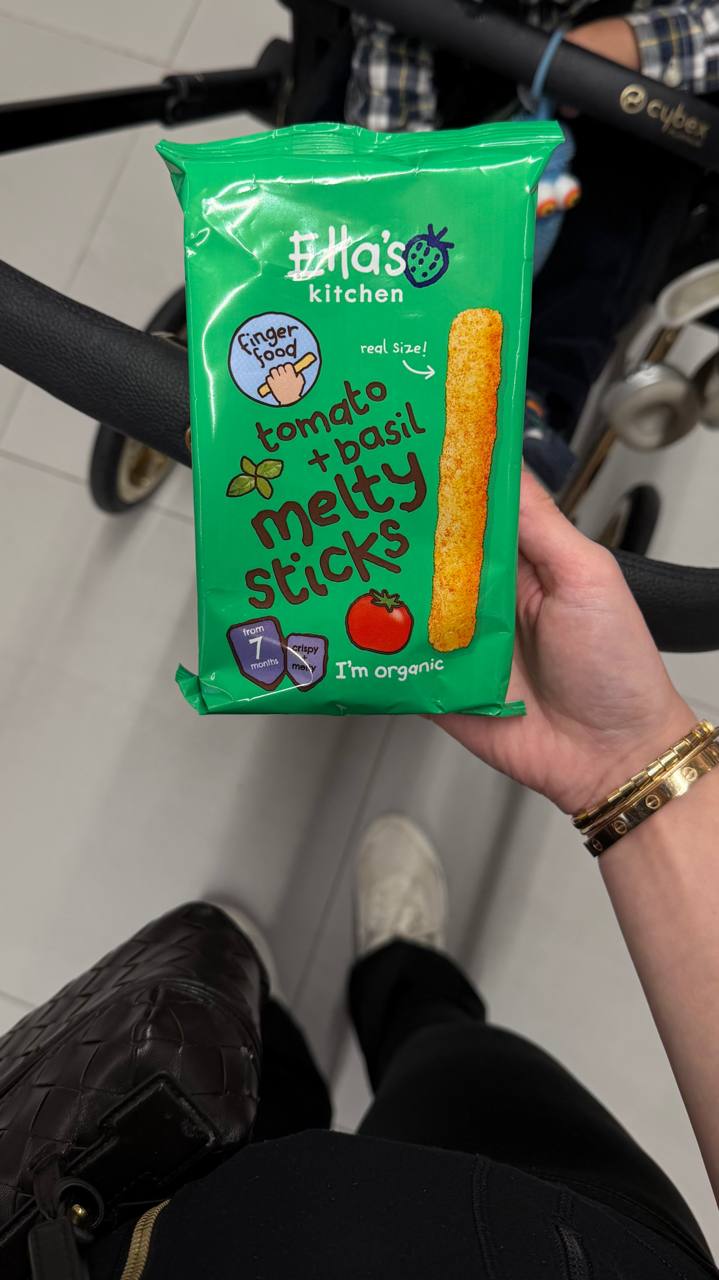 cybex
Ella's
kitchen
finger
food
real size!
tomato
+ basil
melty
sticks
from
7
months
crispy
+
melty
I'm organic